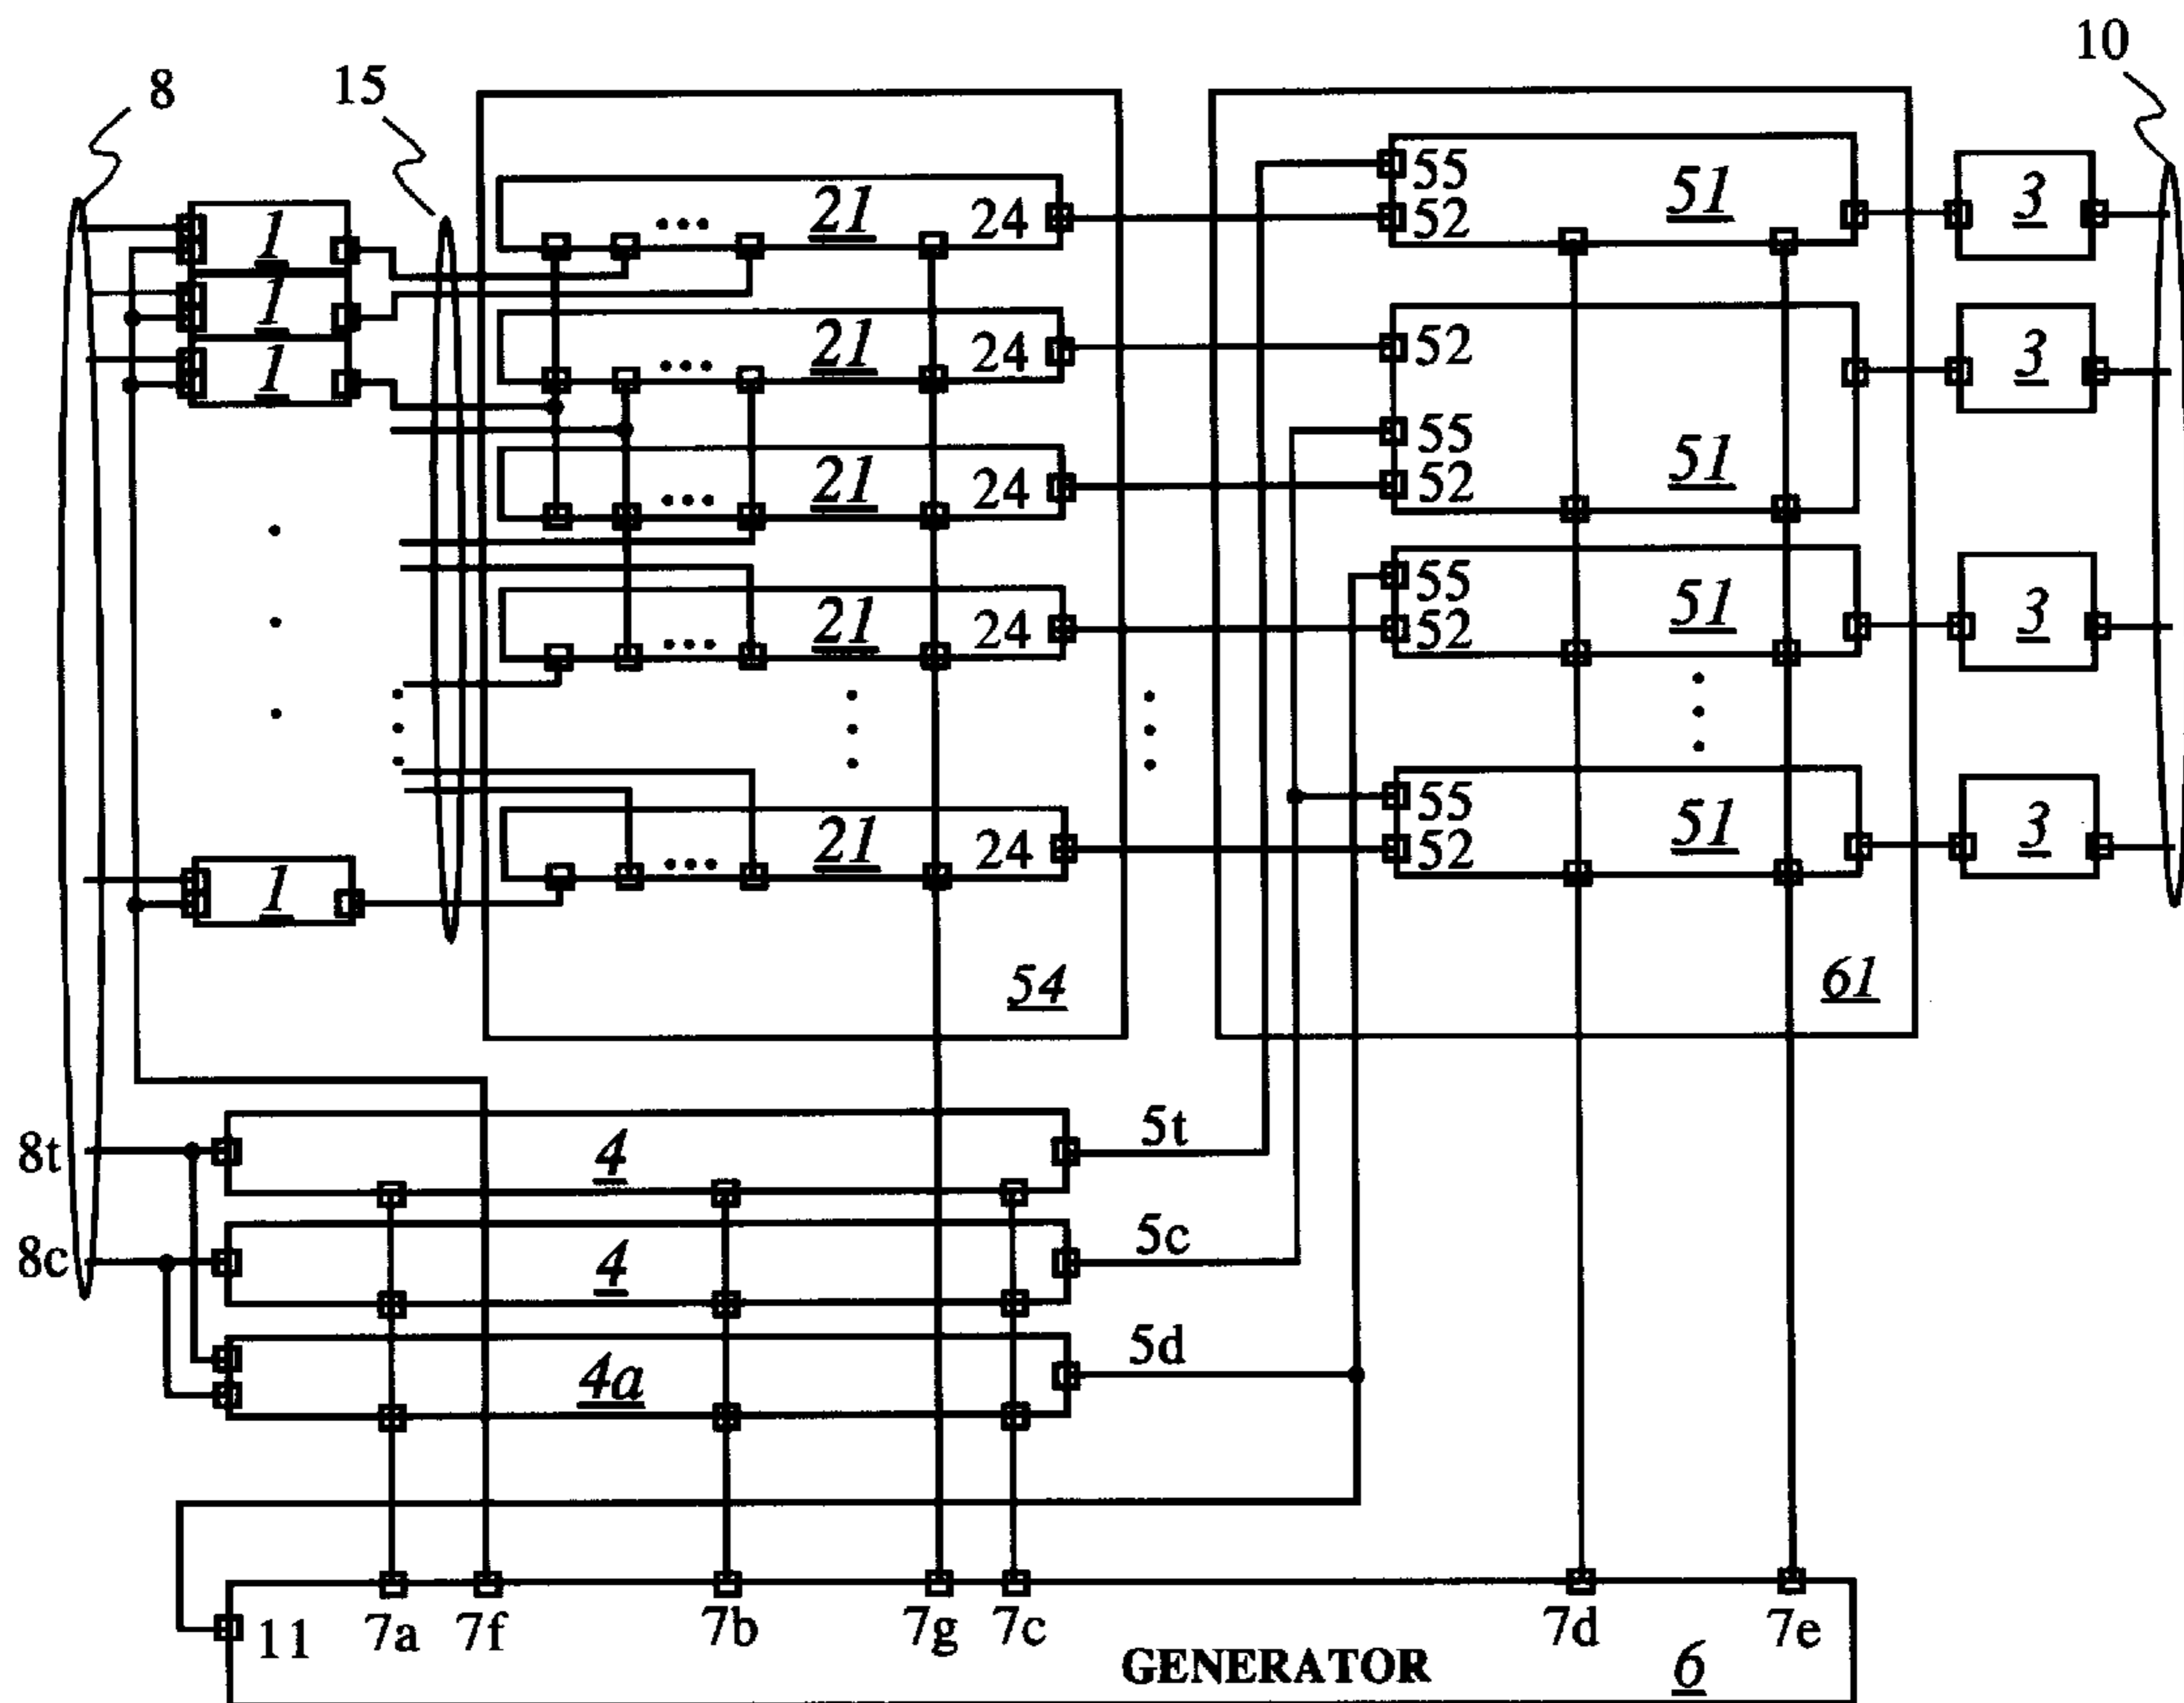 8 15 10
1 21 24 55 51 3
52
1 21 24 52 3
1
55
21 24 52 51
55
21 24 52 51 3
55
21 24 52 51 3
1
54 61
8t 4 5t
8c 4 5c
4a 5d
11 7a 7f 7b 7g 7c 7d 7e
GENERATOR 6